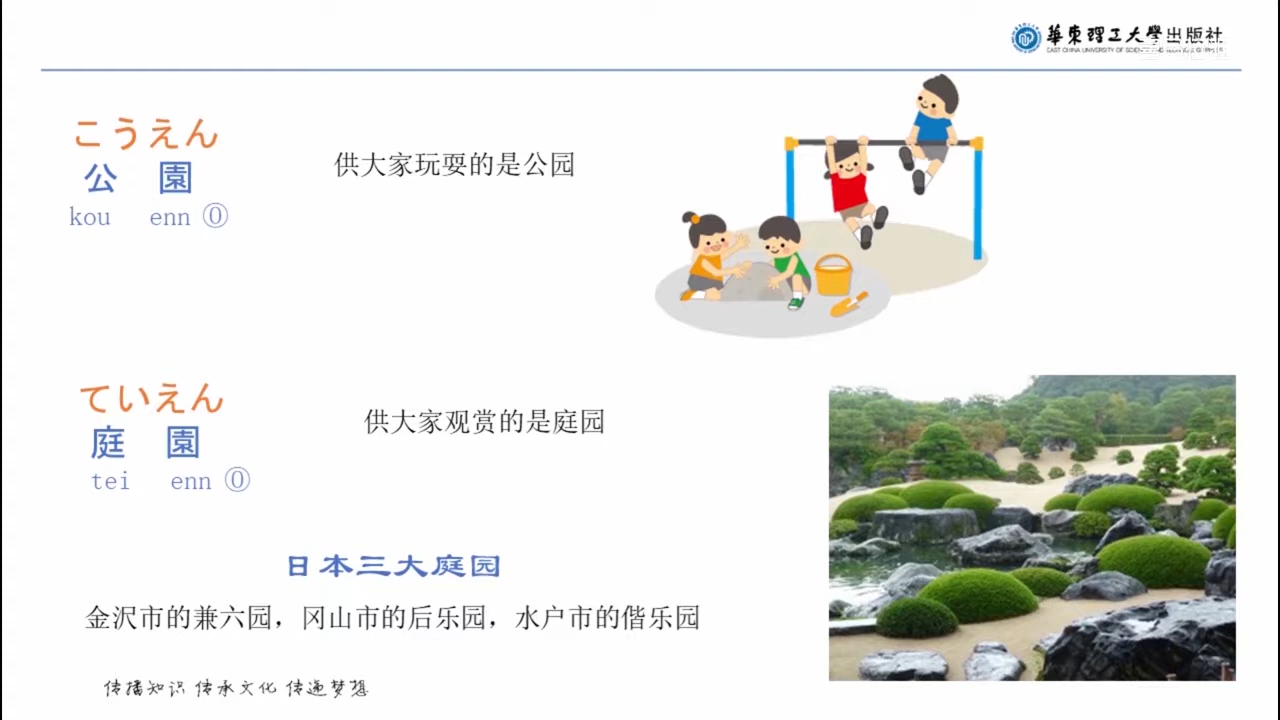 華東理工大學出版社
こうえん
公 園
kou enn ⓪
供大家玩耍的是公园
ていえん
庭 園
tei enn ⓪
供大家观赏的是庭园
日本三大庭园
金沢市的兼六园，冈山市的后乐园，水户市的偕乐园
传播知识 传承文化 传递梦想